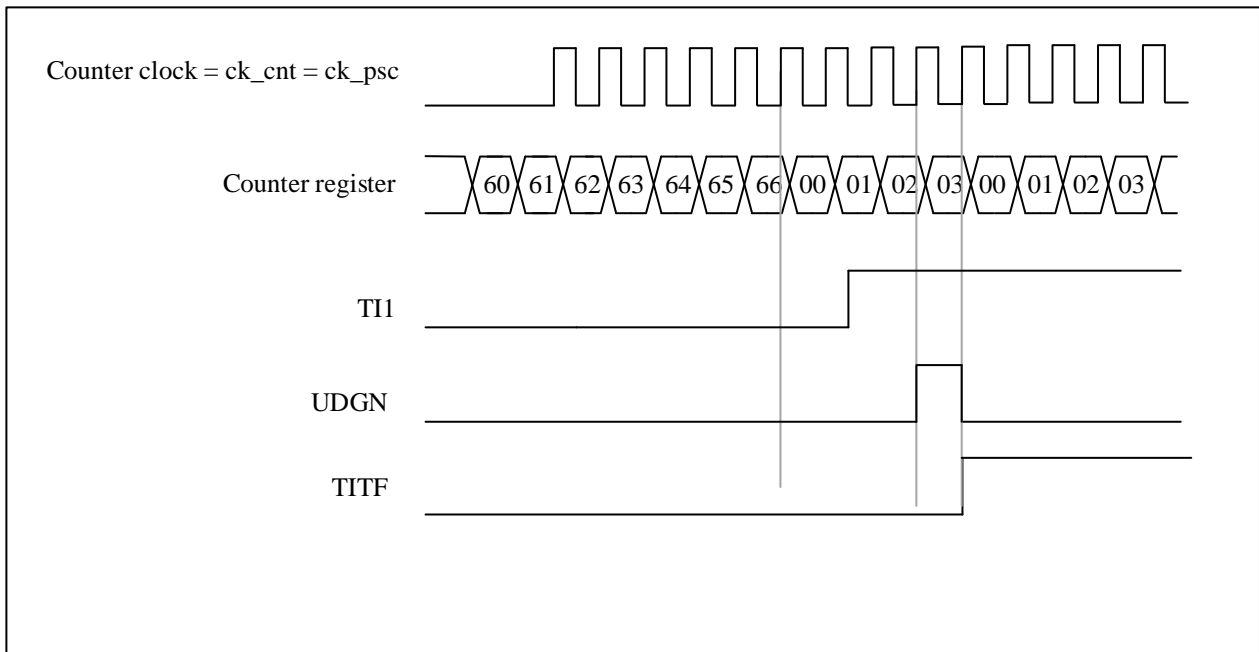 Counter clock = ck_cnt = ck_psc
Counter register 60 61 62 63 64 65 66 00 01 02 03 00 01 02 03
TI1
UDGN
TITF